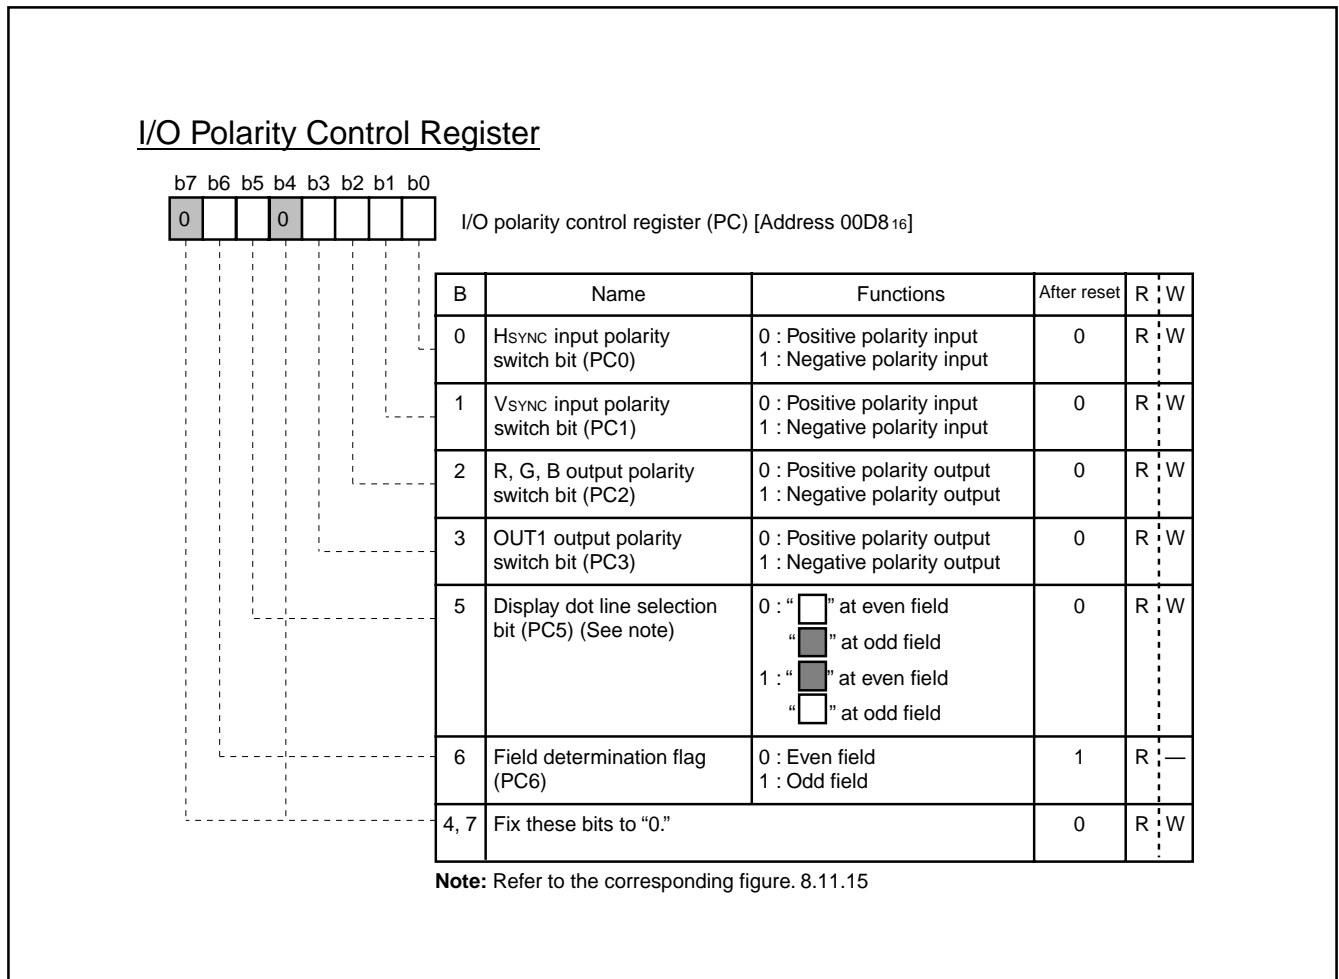 I/O Polarity Control Register
b7 b6 b5 b4 b3 b2 b1 b0
0 0
I/O polarity control register (PC) [Address 00D8 16]
B Name Functions After reset R W
0 HSYNC input polarity switch bit (PC0) 0 : Positive polarity input 0 R W
1 : Negative polarity input
1 VSYNC input polarity switch bit (PC1) 0 : Positive polarity input 0 R W
1 : Negative polarity input
2 R, G, B output polarity switch bit (PC2) 0 : Positive polarity output 0 R W
1 : Negative polarity output
3 OUT1 output polarity switch bit (PC3) 0 : Positive polarity output 0 R W
1 : Negative polarity output
5 Display dot line selection bit (PC5) (See note) 0 : “ ” at even field 0 R W
“ ” at odd field
1 : “ ” at even field
“ ” at odd field
6 Field determination flag (PC6) 0 : Even field 1 R —
1 : Odd field
4, 7 Fix these bits to “0.” 0 R W
Note: Refer to the corresponding figure. 8.11.15